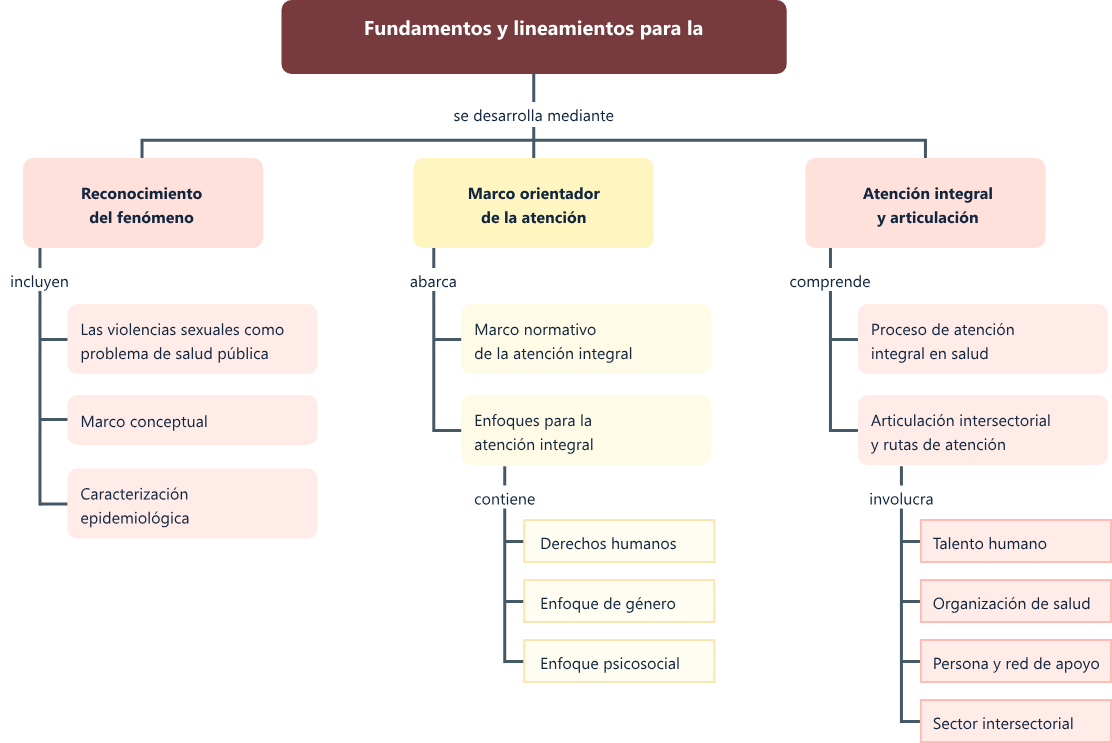 Fundamentos y lineamientos para la
se desarrolla mediante
Reconocimiento
del fenómeno
incluyen
Las violencias sexuales como
problema de salud pública
Marco conceptual
Caracterización
epidemiológica
Marco orientador
de la atención
abarca
Marco normativo
de la atención integral
Enfoques para la
atención integral
contiene
Derechos humanos
Enfoque de género
Enfoque psicosocial
Atención integral
y articulación
comprende
Proceso de atención
integral en salud
Articulación intersectorial
y rutas de atención
involucra
Talento humano
Organización de salud
Persona y red de apoyo
Sector intersectorial